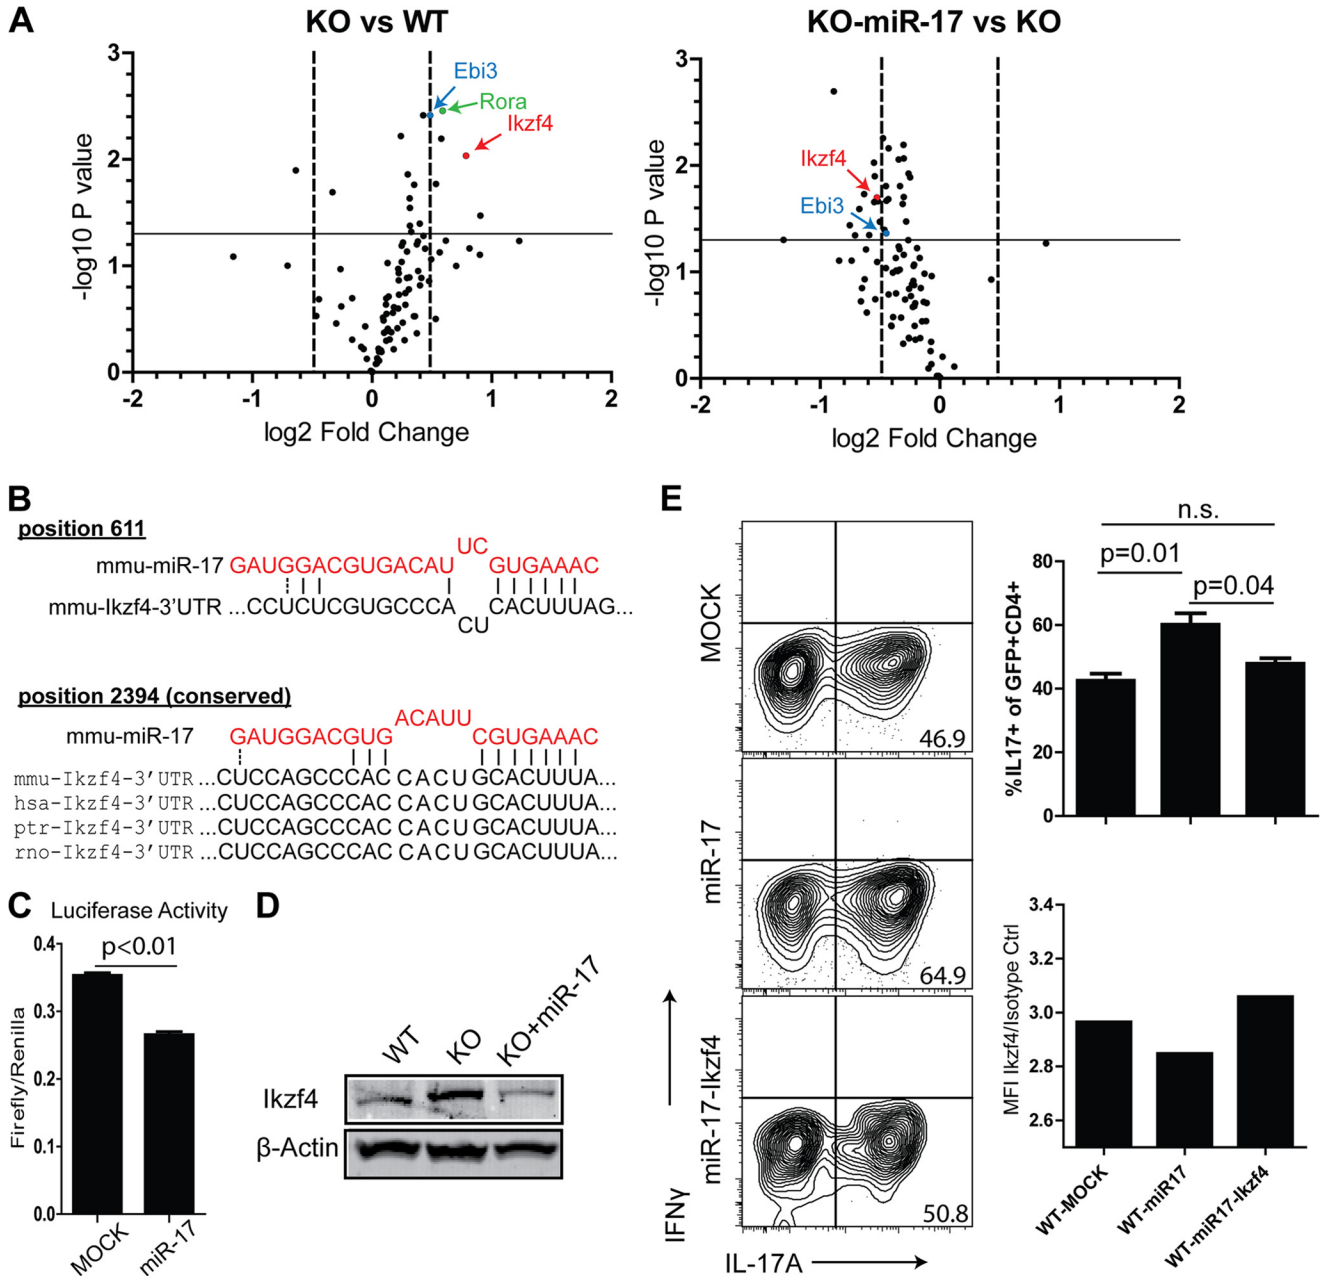 A
KO vs WT
KO-miR-17 vs KO
3
2
1
0
-2
-1
0
1
2
-log10 P value
log2 Fold Change
Ebi3
Rora
Ikzf4
3
2
1
0
-2
-1
0
1
2
-log10 P value
log2 Fold Change
Ikzf4
Ebi3
B
position 611
UC
mmu-miR-17 GAUGGACGUGACAU GUGAAAC
mmu-Ikzf4-3'UTR ...CCUCUCGUGCCCA CACUUUAG...
CU
position 2394 (conserved)
ACAUU
mmu-miR-17 GAUGGACGUG CGUGAAAC
mmu-Ikzf4-3'UTR ...CUCCAGCCCAC CACU GCACUUUA...
hsa-Ikzf4-3'UTR ...CUCCAGCCCAC CACU GCACUUUA...
ptr-Ikzf4-3'UTR ...CUCCAGCCCAC CACU GCACUUUA...
rno-Ikzf4-3'UTR ...CUCCAGCCCAC CACU GCACUUUA...
C
Luciferase Activity
p<0.01
0.4
0.3
0.2
0.1
0.0
Firefly/Renilla
MOCK
miR-17
D
WT
KO
KO+miR-17
Ikzf4
β-Actin
E
MOCK
46.9
miR-17
64.9
miR-17-Ikzf4
50.8
IFNγ
IL-17A
n.s.
p=0.01
p=0.04
80
60
40
20
0
%IL17+ of GFP+CD4+
3.4
3.2
3.0
2.8
2.6
MFI Ikzf4/Isotype Ctrl
WT-MOCK
WT-miR17
WT-miR17-Ikzf4